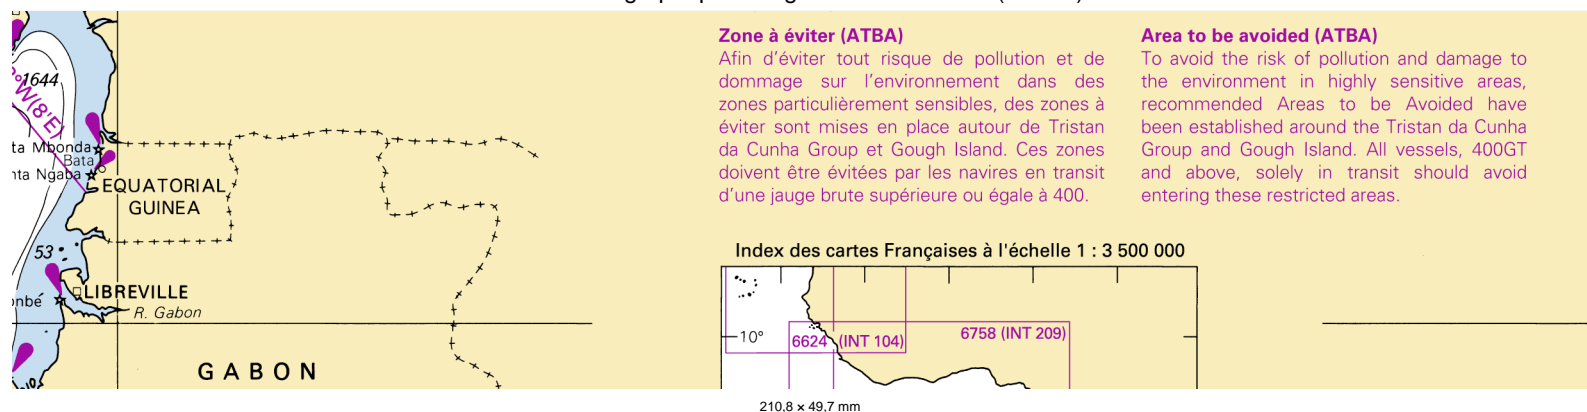 Zone à éviter (ATBA)
Afin d'éviter tout risque de pollution et de
dommage sur l'environnement dans des
zones particulièrement sensibles, des zones à
éviter sont mises en place autour de Tristan
da Cunha Group et Gough Island. Ces zones
doivent être évitées par les navires en transit
d'une jauge brute supérieure ou égale à 400.
Area to be avoided (ATBA)
To avoid the risk of pollution and damage to
the environment in highly sensitive areas,
recommended Areas to be Avoided have
been established around the Tristan da Cunha
Group and Gough Island. All vessels, 400GT
and above, solely in transit should avoid
entering these restricted areas.
1644
°W(8'E)
ta Mbonda
Bata
nta Ngaba
EQUATORIAL
GUINEA
53
LIBREVILLE
nbé
R. Gabon
GABON
Index des cartes Françaises à l'échelle 1 : 3 500 000
10°
6624 (INT 104)
6758 (INT 209)
210,8 × 49,7 mm